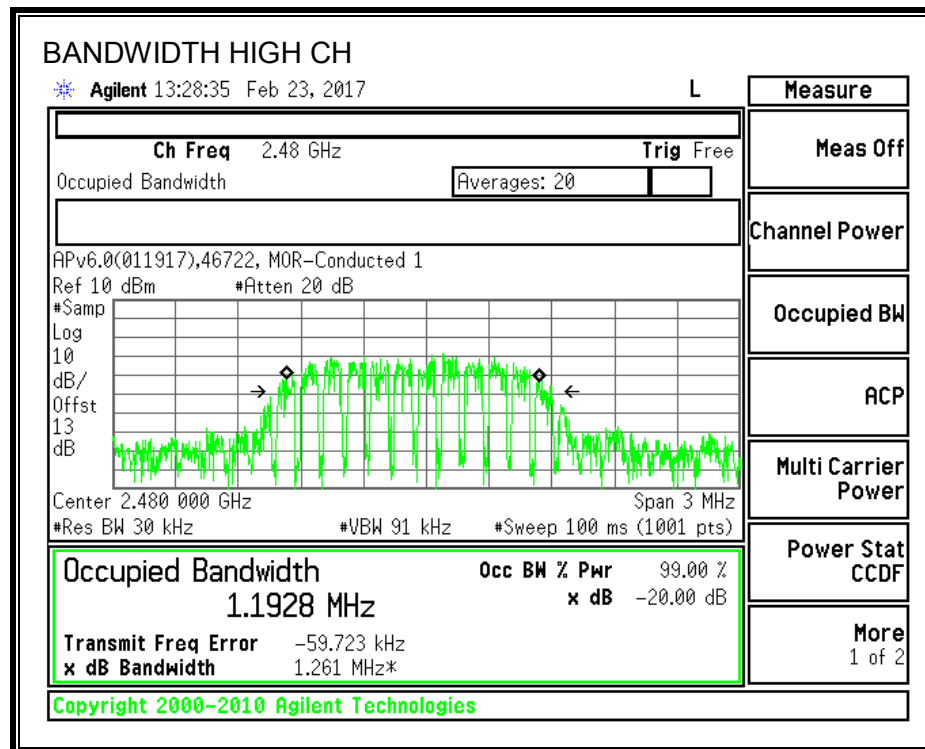 BANDWIDTH HIGH CH
Agilent 13:28:35 Feb 23, 2017 L
Measure
Ch Freq 2.48 GHz Trig Free
Meas Off
Occupied Bandwidth Averages: 20
Channel Power
APv6.0(011917),46722, MOR-Conducted 1
Ref 10 dBm #Atten 20 dB
#Samp
Log
10
dB/
Offst
13
dB
Occupied BW
ACP
Multi Carrier
Power
Center 2.480 000 GHz Span 3 MHz
#Res BW 30 kHz #VBW 91 kHz #Sweep 100 ms (1001 pts)
Power Stat
CCDF
Occupied Bandwidth Occ BW % Pwr 99.00 %
1.1928 MHz x dB -20.00 dB
Transmit Freq Error -59.723 kHz
x dB Bandwidth 1.261 MHz*
More
1 of 2
Copyright 2000-2010 Agilent Technologies